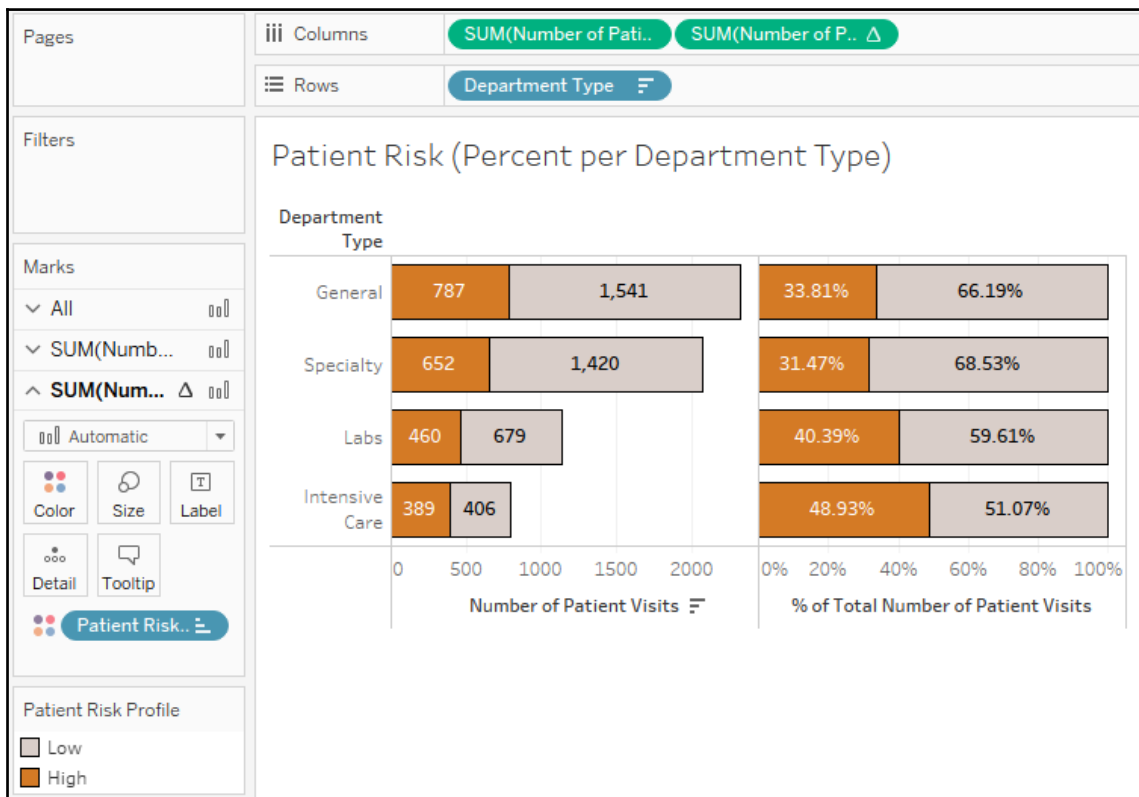 Pages
Columns
SUM(Number of Pati..
SUM(Number of P.. Δ
Rows
Department Type
Filters
Patient Risk (Percent per Department Type)
Department
Type
Marks
All
SUM(Numb...
SUM(Num... Δ
Automatic
Color
Size
Label
Detail
Tooltip
Patient Risk..
General
787
1,541
33.81%
66.19%
Specialty
652
1,420
31.47%
68.53%
Labs
460
679
40.39%
59.61%
Intensive
Care
389
406
48.93%
51.07%
0 500 1000 1500 2000
0% 20% 40% 60% 80% 100%
Number of Patient Visits
% of Total Number of Patient Visits
Patient Risk Profile
Low
High